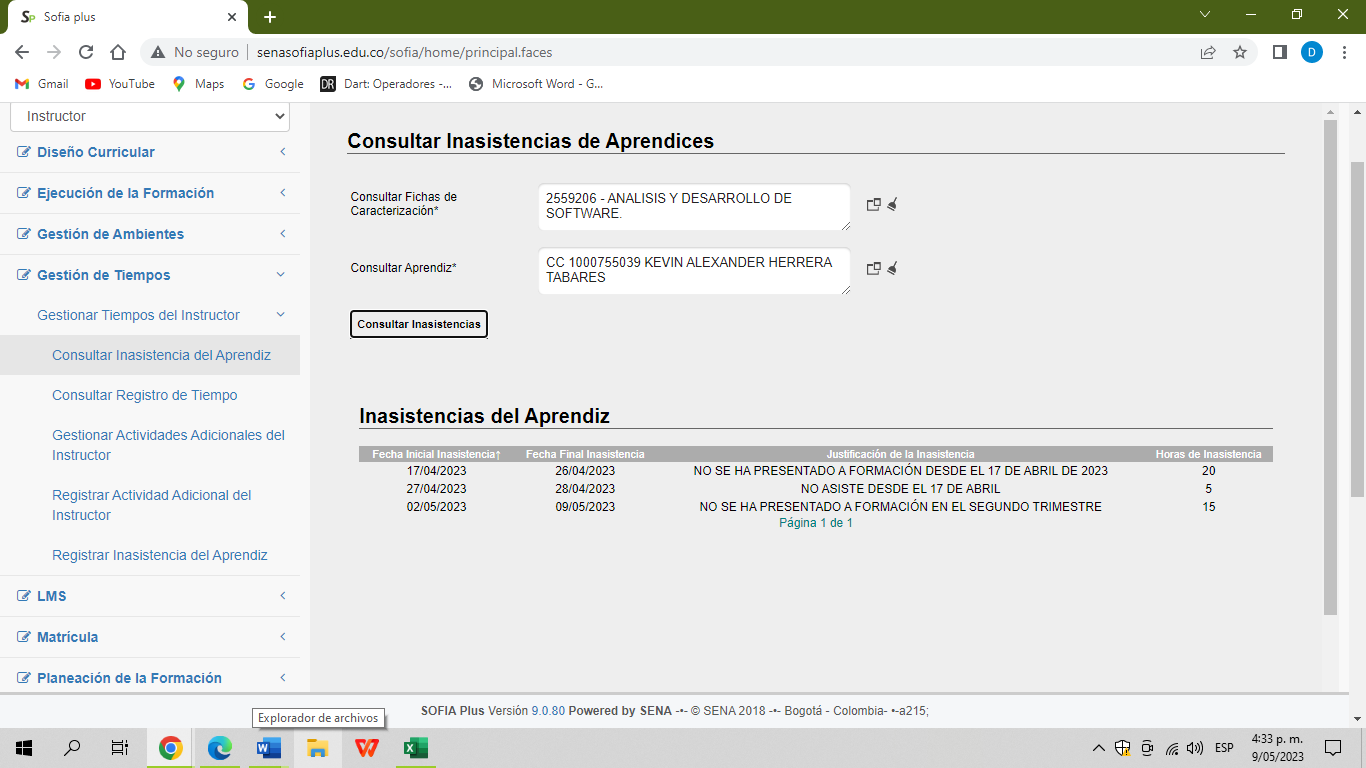 Sofia plus
No seguro
senasofiaplus.edu.co/sofia/home/principal.faces
D
Gmail
YouTube
Maps
Google
DR
Dart: Operadores -...
Microsoft Word - G...
Instructor
Diseño Curricular
Ejecución de la Formación
Gestión de Ambientes
Gestión de Tiempos
Gestionar Tiempos del Instructor
Consultar Inasistencia del Aprendiz
Consultar Registro de Tiempo
Gestionar Actividades Adicionales del
Instructor
Registrar Actividad Adicional del
Instructor
Registrar Inasistencia del Aprendiz
LMS
Matrícula
Planeación de la Formación
Consultar Inasistencias de Aprendices
Consultar Fichas de
Caracterización*
2559206 - ANALISIS Y DESARROLLO DE
SOFTWARE.
Consultar Aprendiz*
CC 1000755039 KEVIN ALEXANDER HERRERA
TABARES
Consultar Inasistencias
Inasistencias del Aprendiz
Fecha Inicial Inasistencia↑ Fecha Final Inasistencia Justificación de la Inasistencia Horas de Inasistencia
17/04/2023 26/04/2023 NO SE HA PRESENTADO A FORMACIÓN DESDE EL 17 DE ABRIL DE 2023 20
27/04/2023 28/04/2023 NO ASISTE DESDE EL 17 DE ABRIL 5
02/05/2023 09/05/2023 NO SE HA PRESENTADO A FORMACIÓN EN EL SEGUNDO TRIMESTRE 15
Página 1 de 1
SOFIA Plus Versión 9.0.80 Powered by SENA -•- © SENA 2018 -•- Bogotá - Colombia- •-a215;
Explorador de archivos
ESP
4:33 p. m.
9/05/2023